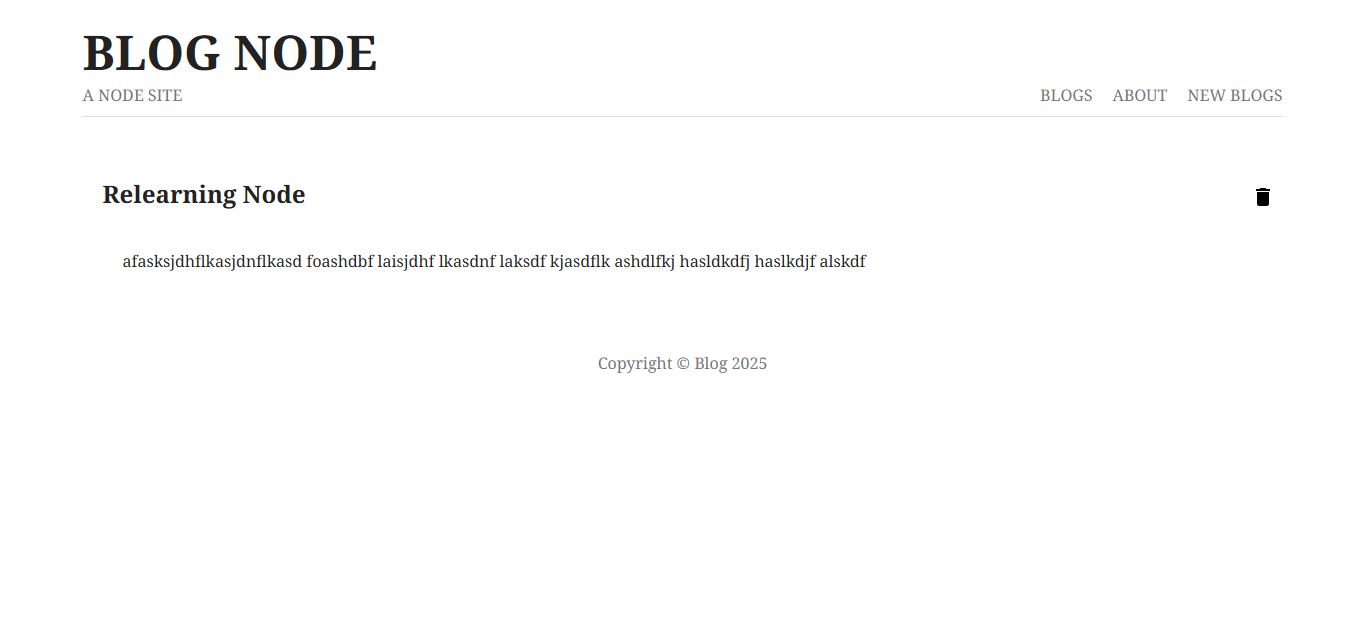 BLOG NODE
A NODE SITE
BLOGS ABOUT NEW BLOGS
Relearning Node
afasksjdhflkasjdnflkasd foashdbf laisjdhf lkasdnf laksdf kjasdflk ashdlfkj hasldkdfj haslkdjf alskdf
Copyright © Blog 2025